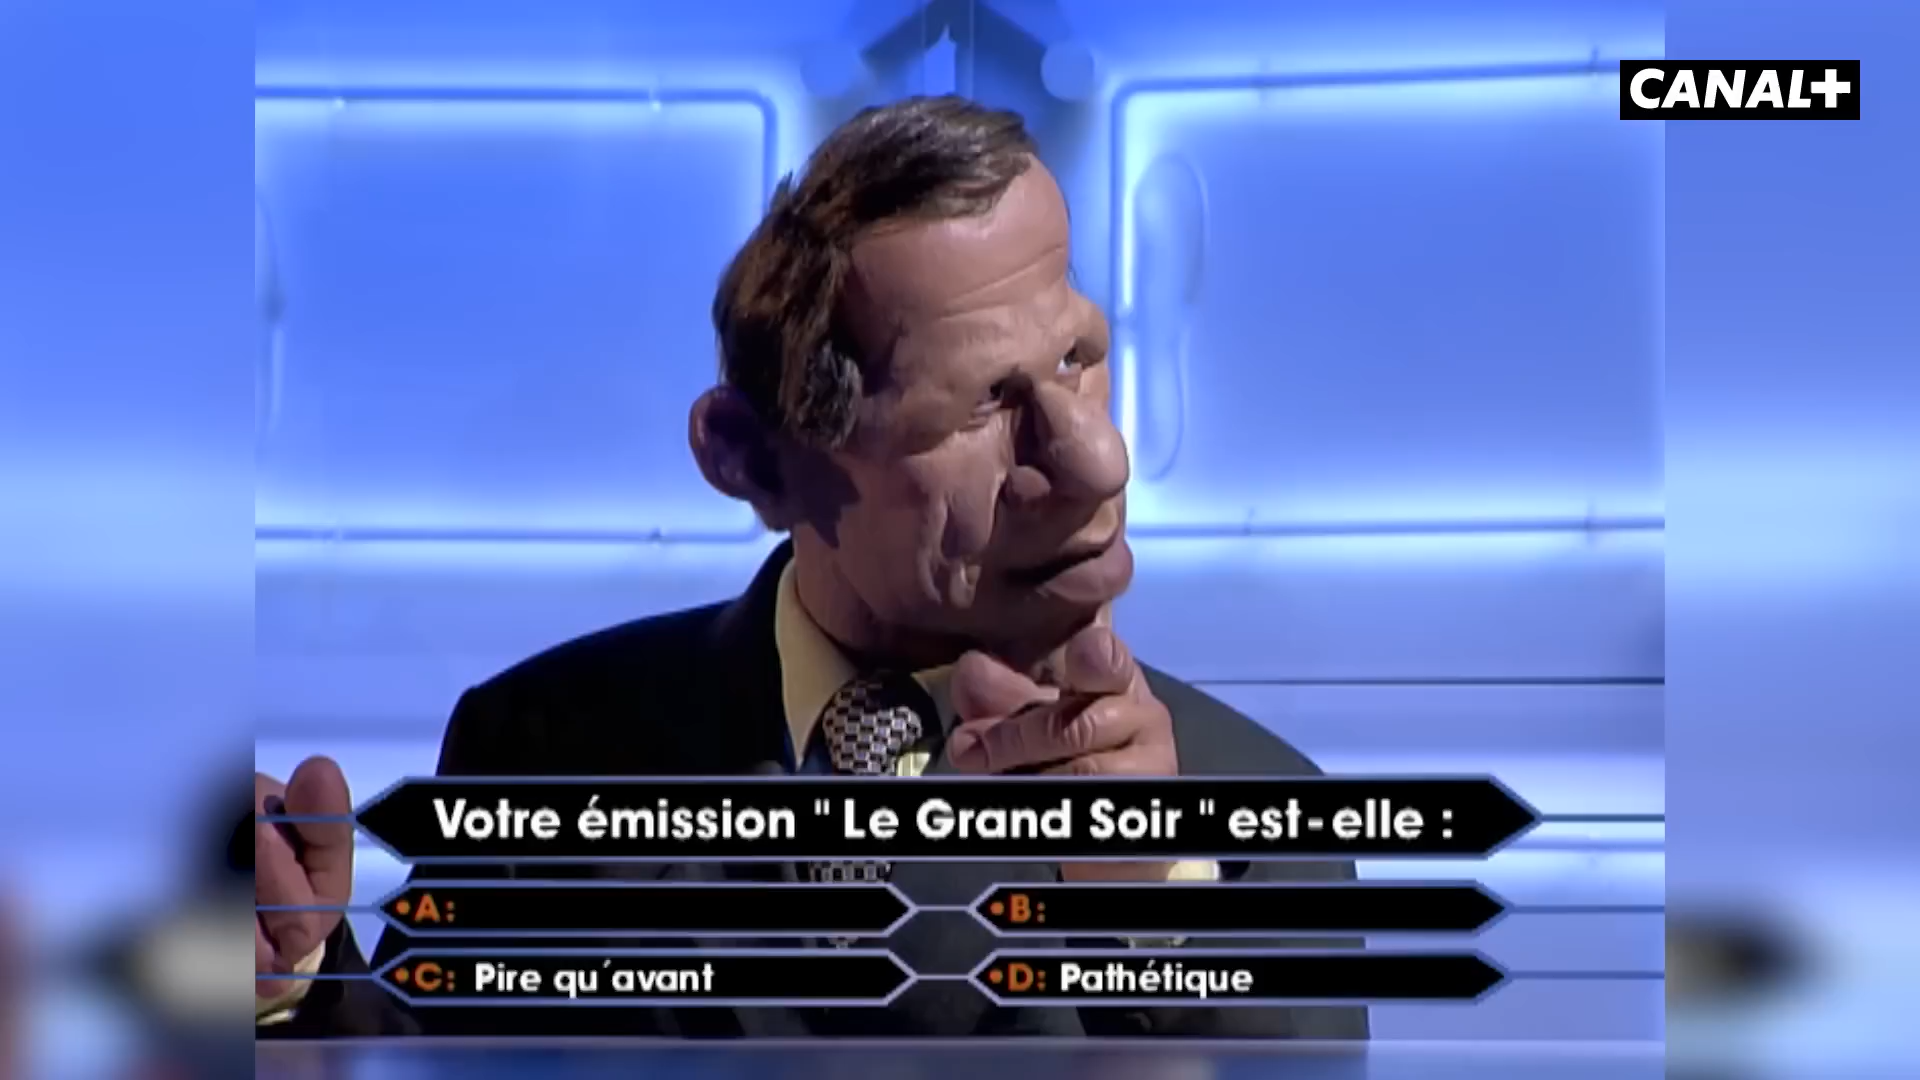 CANAL+
Votre émission " Le Grand Soir " est-elle :
A:
B:
C: Pire qu´avant
D: Pathétique